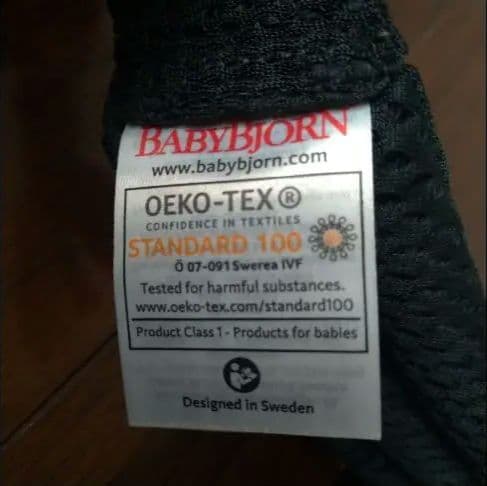 BABYBJÖRN
www.babybjorn.com
OEKO-TEX®
CONFIDENCE IN TEXTILES
STANDARD 100
Ö 07-091 Swerea IVF
Tested for harmful substances.
www.oeko-tex.com/standard100
Product Class 1 - Products for babies
Designed in Sweden